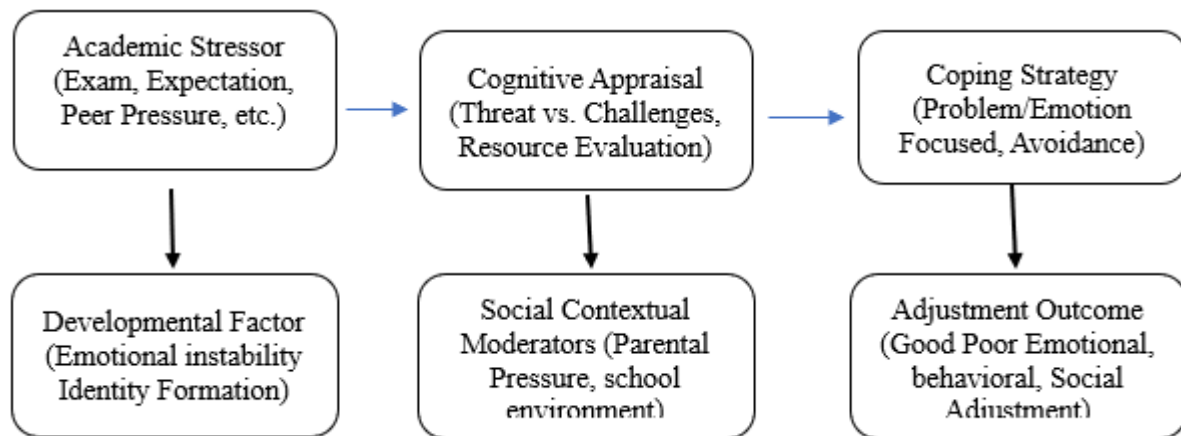 Academic Stressor
(Exam, Expectation,
Peer Pressure, etc.)
Cognitive Appraisal
(Threat vs. Challenges,
Resource Evaluation)
Coping Strategy
(Problem/Emotion
Focused, Avoidance)
Developmental Factor
(Emotional instability
Identity Formation)
Social Contextual
Moderators (Parental
Pressure, school
environment)
Adjustment Outcome
(Good Poor Emotional,
behavioral, Social
Adjustment)